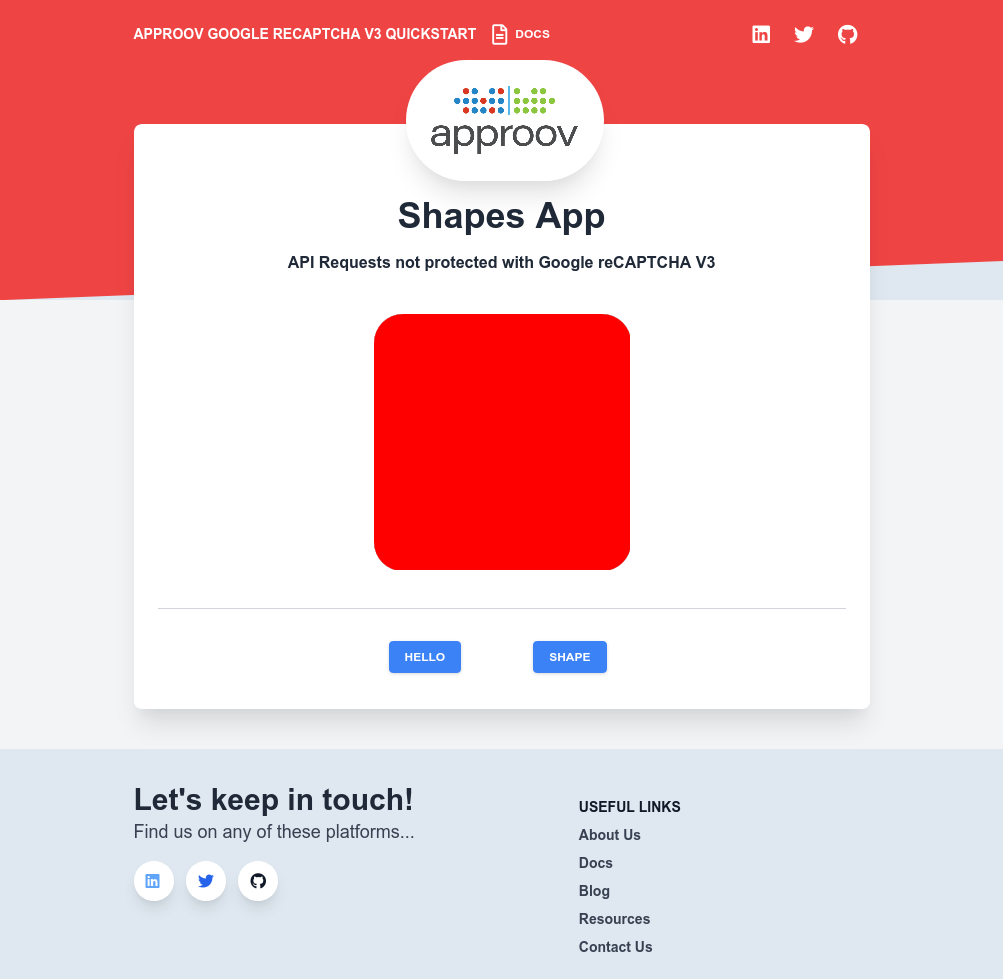 APPROOV GOOGLE RECAPTCHA V3 QUICKSTART DOCS
approov
Shapes App
API Requests not protected with Google reCAPTCHA V3
HELLO SHAPE
Let's keep in touch!
Find us on any of these platforms...
USEFUL LINKS
About Us
Docs
Blog
Resources
Contact Us